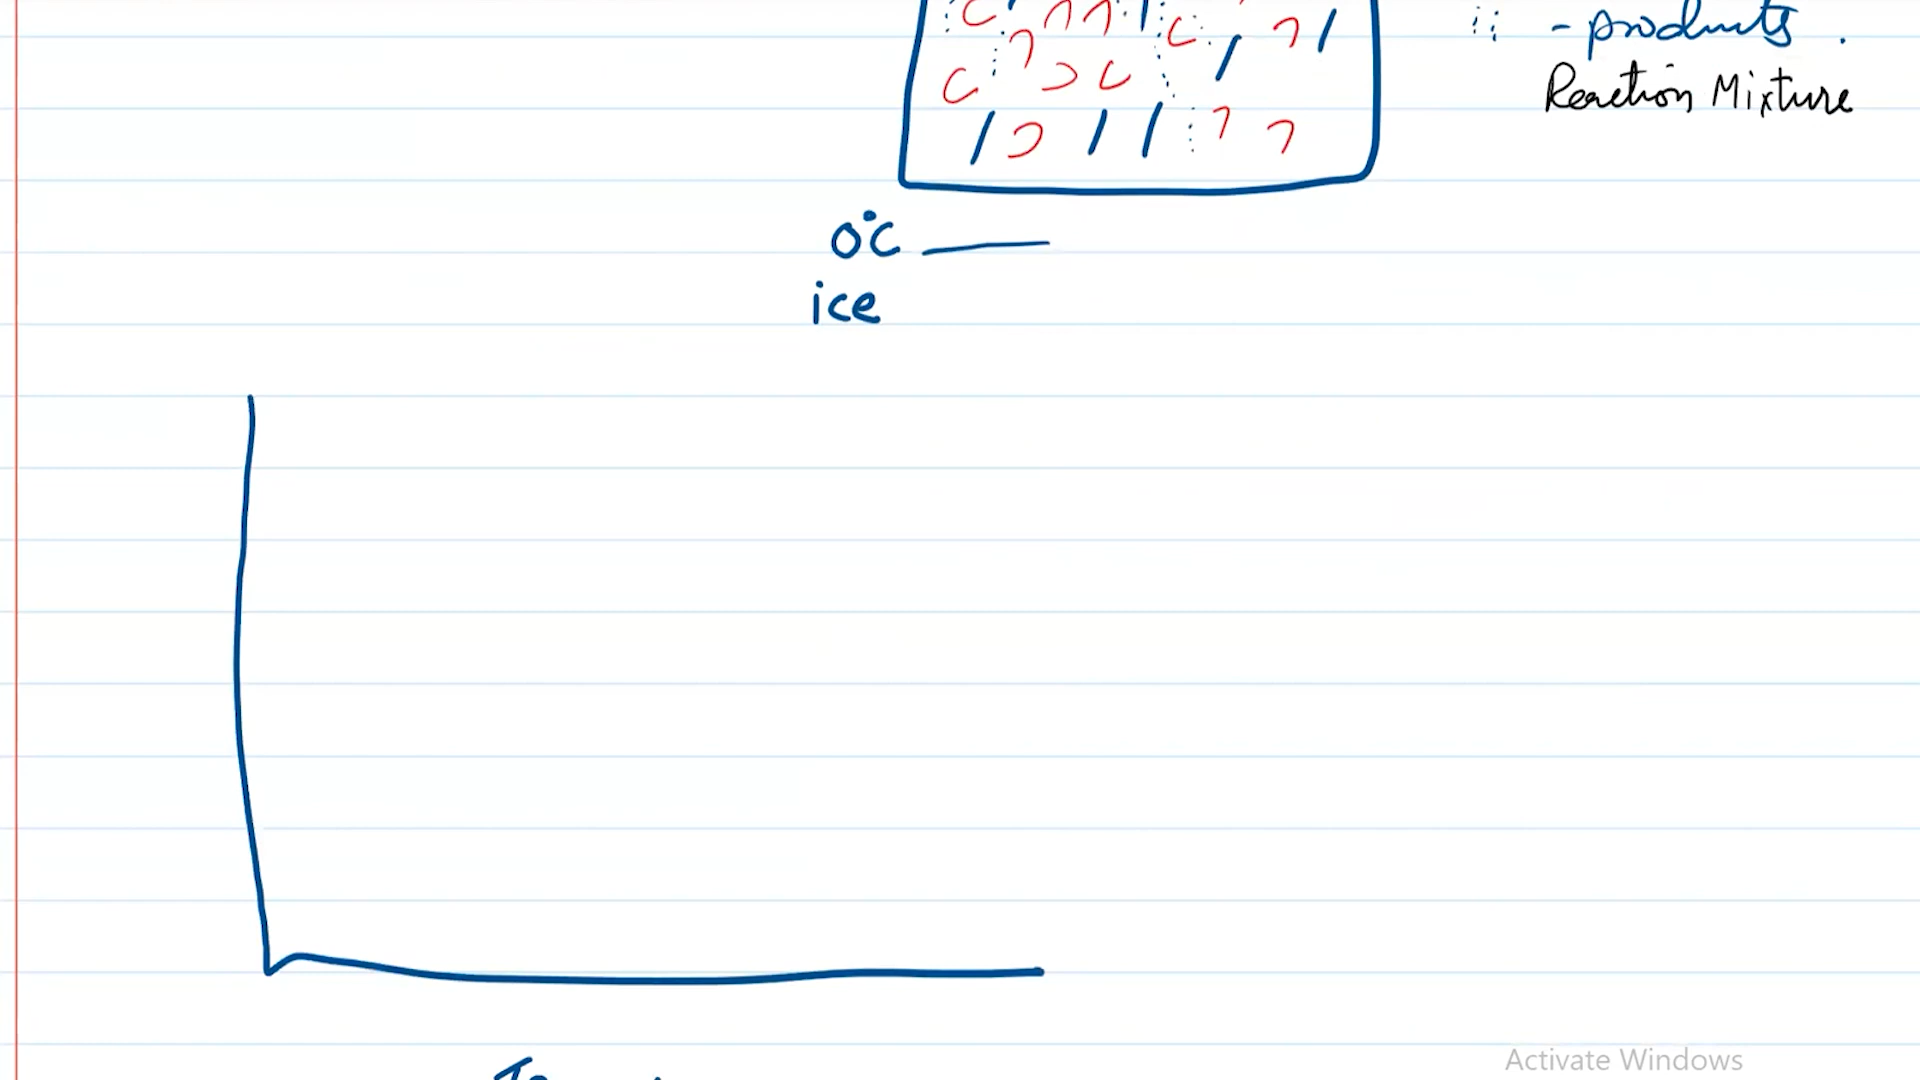 - products .
Reaction Mixture
0°C
ice
Activate Windows